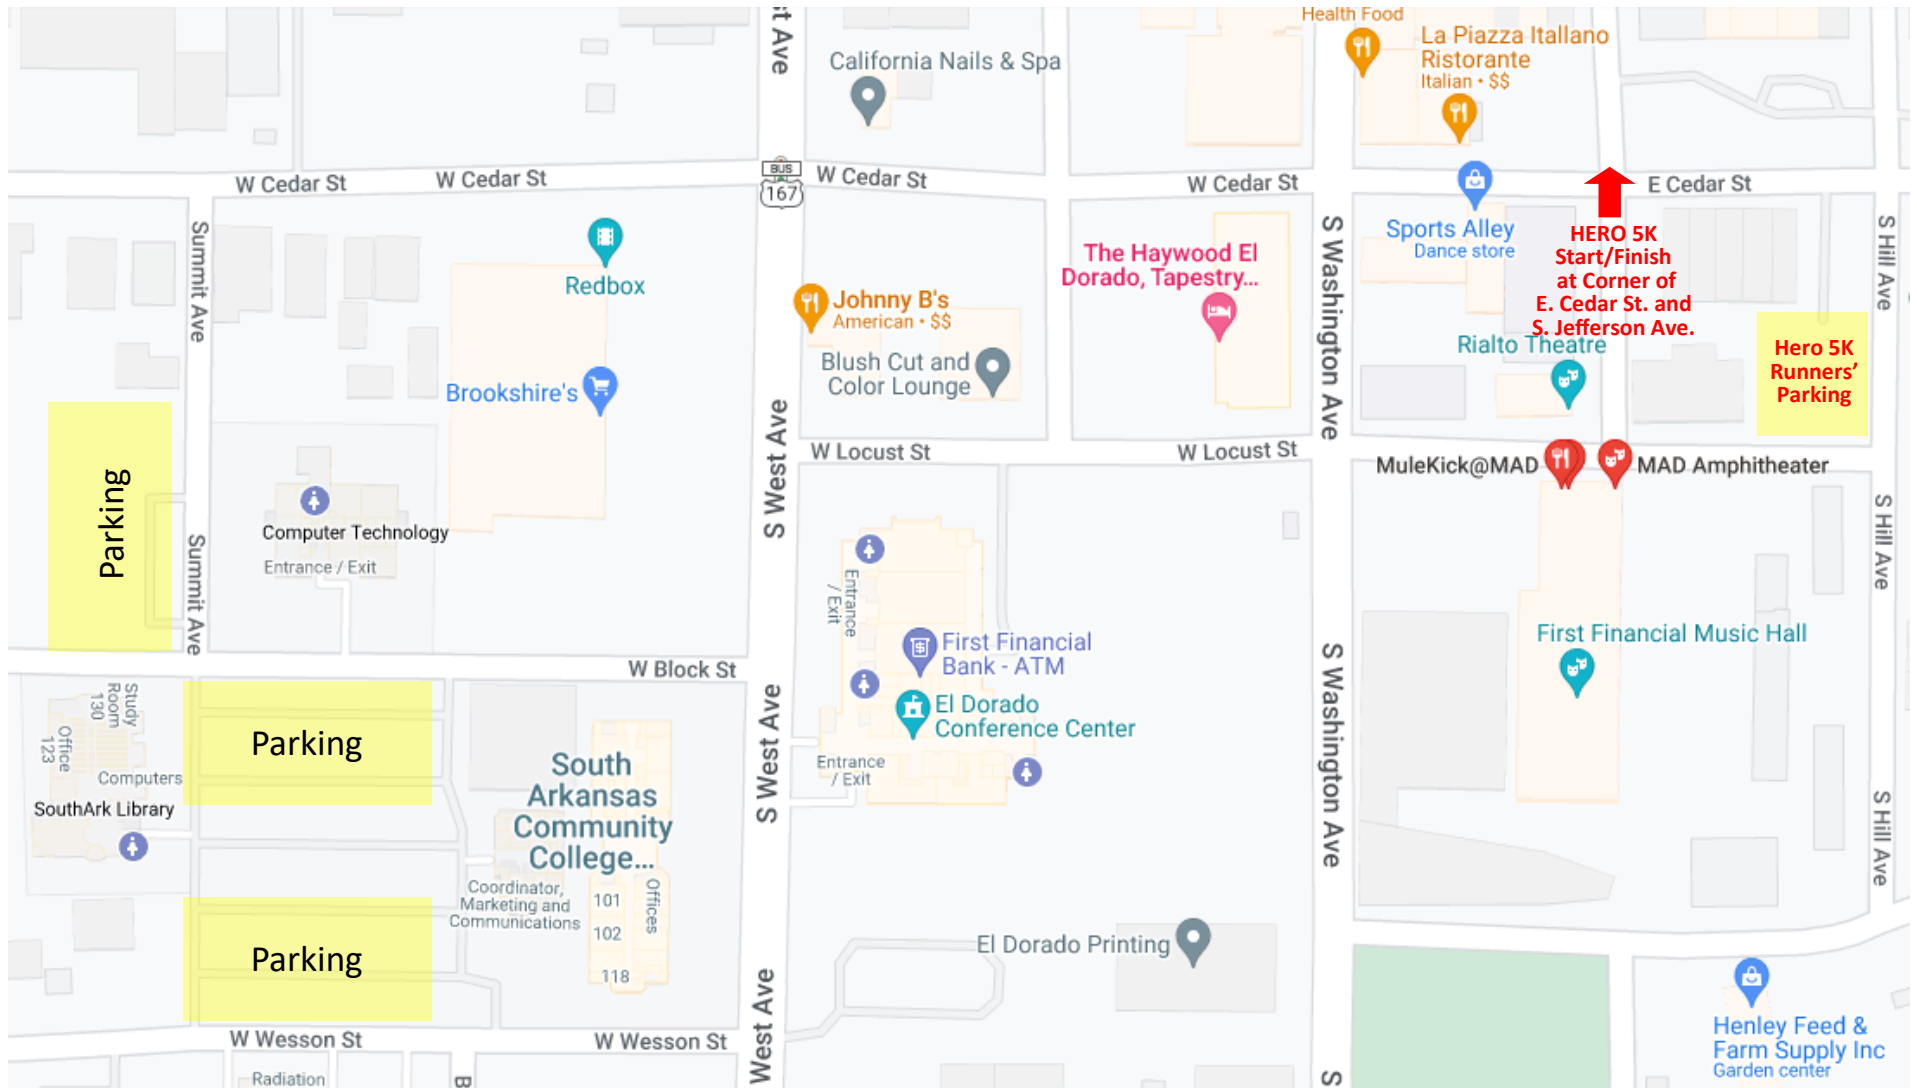 st Ave
California Nails & Spa
Health Food
La Piazza Itallano
Ristorante
Italian • $$
W Cedar St
W Cedar St
BUS
167
W Cedar St
W Cedar St
E Cedar St
Summit Ave
Redbox
Johnny B's
American • $$
Blush Cut and
Color Lounge
The Haywood El
Dorado, Tapestry...
S Washington Ave
Sports Alley
Dance store
HERO 5K
Start/Finish
at Corner of
E. Cedar St. and
S. Jefferson Ave.
Rialto Theatre
S Hill Ave
Hero 5K
Runners'
Parking
Brookshire's
S West Ave
W Locust St
W Locust St
MuleKick@MAD
MAD Amphitheater
Parking
Summit Ave
Computer Technology
Entrance / Exit
Entrance
/ Exit
S Hill Ave
First Financial
Bank - ATM
First Financial Music Hall
W Block St
El Dorado
Conference Center
Entrance
/ Exit
S West Ave
S Washington Ave
Study
Room
130
Office
123
Computers
SouthArk Library
Parking
South
Arkansas
Community
College...
Coordinator,
Marketing and
Communications
101
102
118
Offices
S Hill Ave
Parking
El Dorado Printing
West Ave
W Wesson St
W Wesson St
Henley Feed &
Farm Supply Inc
Garden center
Radiation
B
S